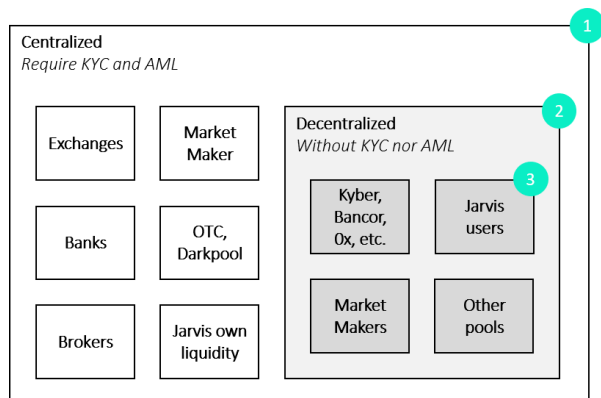 1
Centralized
Require KYC and AML
2
Exchanges
Market
Maker
Decentralized
Without KYC nor AML
3
Kyber,
Bancor,
0x, etc.
Jarvis
users
Banks
OTC,
Darkpool
Market
Makers
Other
pools
Brokers
Jarvis own
liquidity